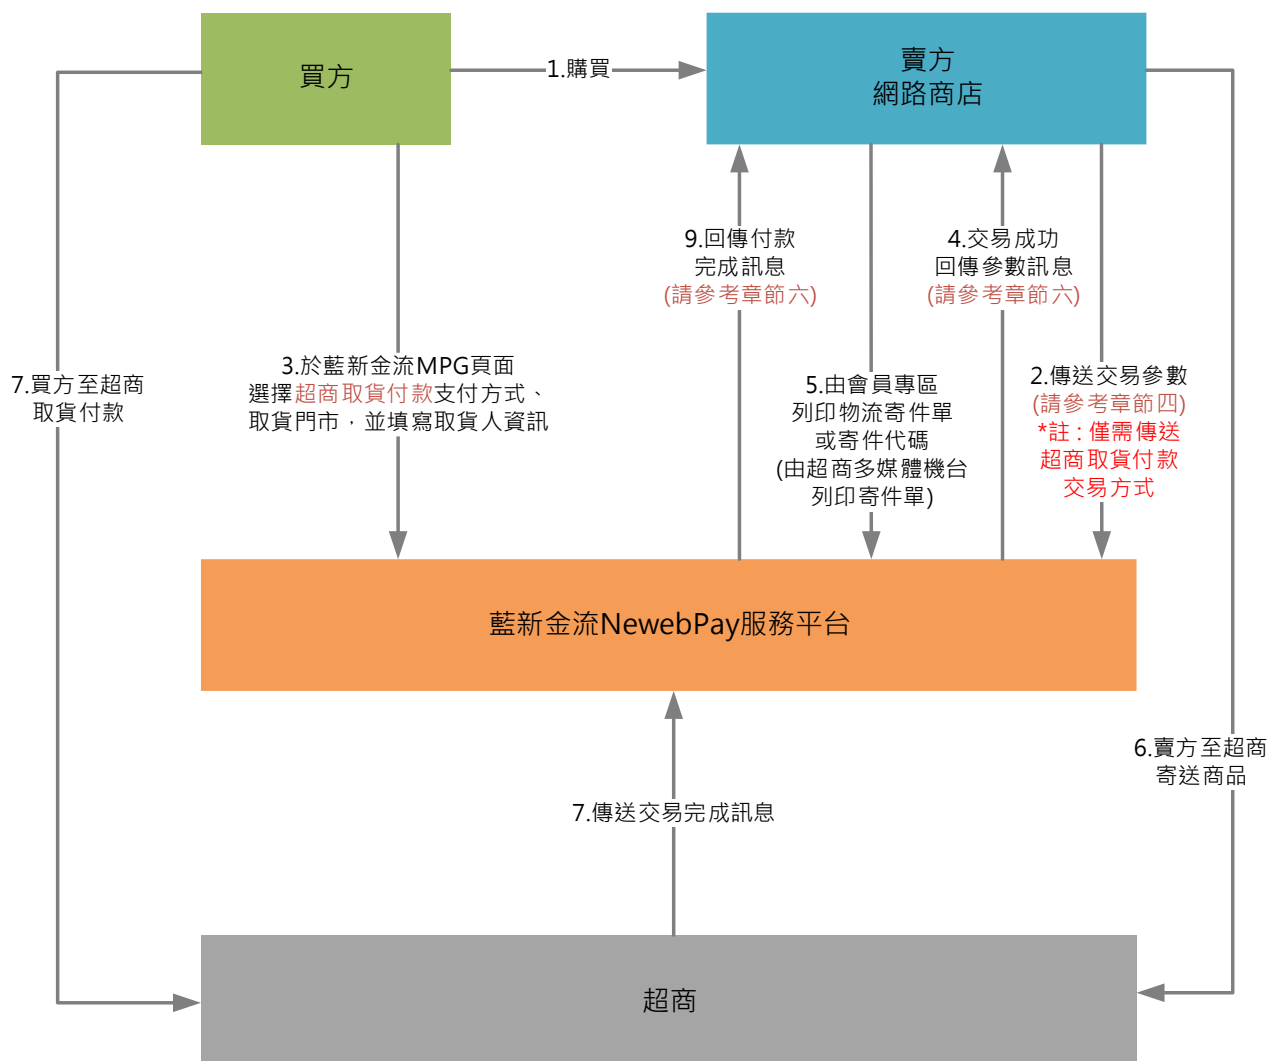 買方
1.購買
賣方
網路商店
9.回傳付款
完成訊息
(請參考章節六)
4.交易成功
回傳參數訊息
(請參考章節六)
3.於藍新金流MPG頁面
選擇超商取貨付款支付方式、
取貨門市，並填寫取貨人資訊
7.買方至超商
取貨付款
5.由會員專區
列印物流寄件單
或寄件代碼
(由超商多媒體機台
列印寄件單)
2.傳送交易參數
(請參考章節四)
*註：僅需傳送
超商取貨付款
交易方式
藍新金流NewebPay服務平台
6.賣方至超商
寄送商品
7.傳送交易完成訊息
超商